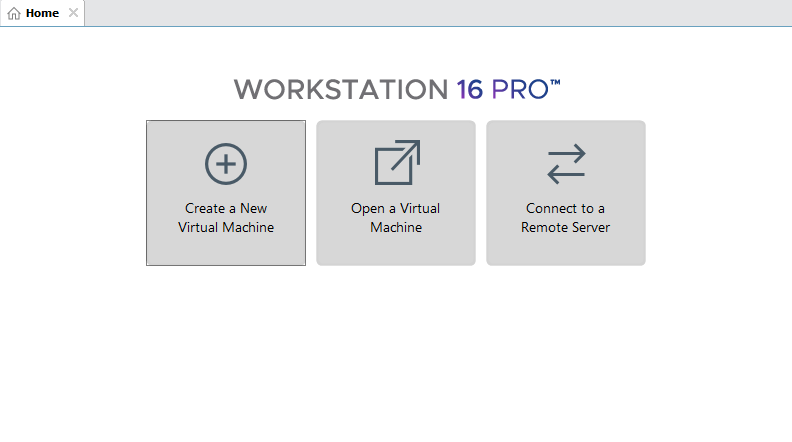 Home
WORKSTATION 16 PRO™
Create a New
Virtual Machine
Open a Virtual
Machine
Connect to a
Remote Server